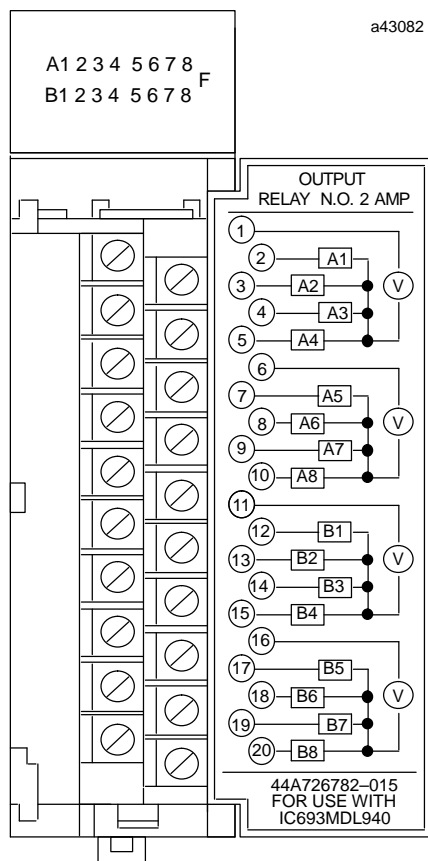 a43082
A1 2 3 4 5 6 7 8
F
B1 2 3 4 5 6 7 8
OUTPUT
RELAY N.O. 2 AMP
1
2 A1
3 A2 V
4 A3
5 A4
6
7 A5
8 A6 V
9 A7
10 A8
11
12 B1
13 B2 V
14 B3
15 B4
16
17 B5
18 B6 V
19 B7
20 B8
44A726782–015
FOR USE WITH
IC693MDL940